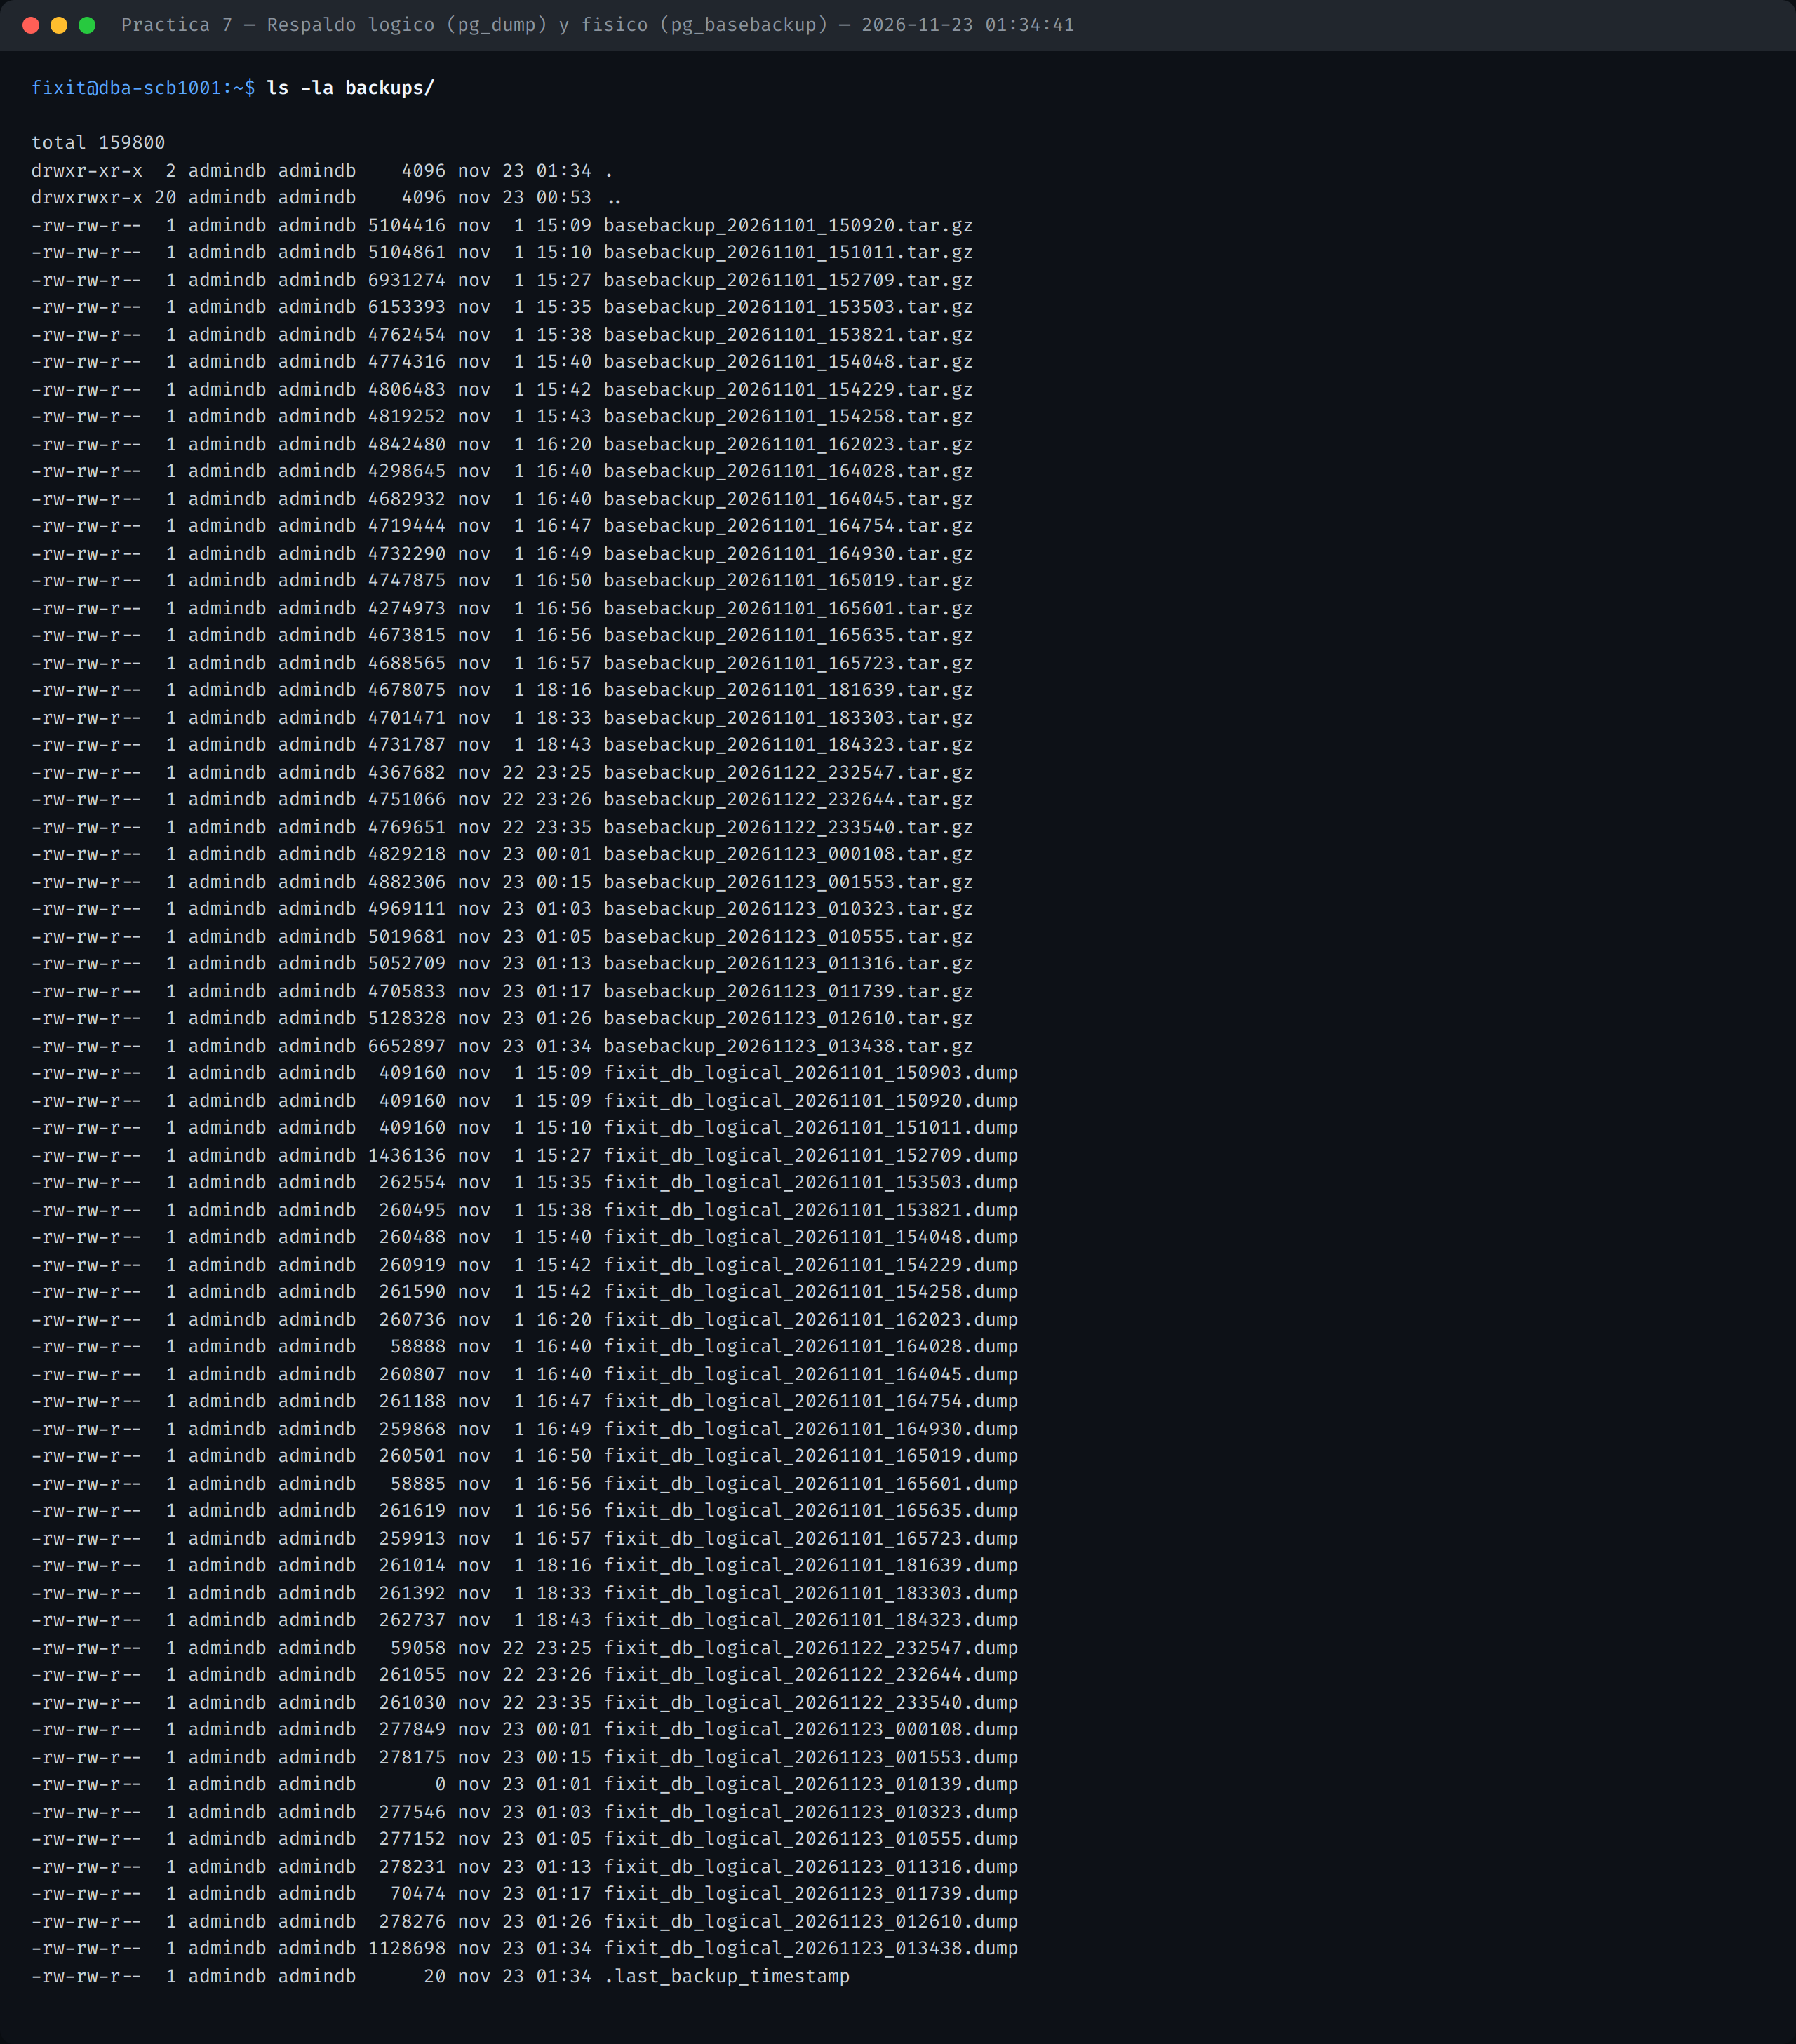 Practica 7 — Respaldo logico (pg_dump) y fisico (pg_basebackup) — 2026-11-23 01:34:41
fixit@dba-scb1001:~$ ls -la backups/
total 159800
drwxr-xr-x  2 admindb admindb    4096 nov 23 01:34 .
drwxrwxr-x 20 admindb admindb    4096 nov 23 00:53 ..
-rw-rw-r--  1 admindb admindb 5104416 nov  1 15:09 basebackup_20261101_150920.tar.gz
-rw-rw-r--  1 admindb admindb 5104861 nov  1 15:10 basebackup_20261101_151011.tar.gz
-rw-rw-r--  1 admindb admindb 6931274 nov  1 15:27 basebackup_20261101_152709.tar.gz
-rw-rw-r--  1 admindb admindb 6153393 nov  1 15:35 basebackup_20261101_153503.tar.gz
-rw-rw-r--  1 admindb admindb 4762454 nov  1 15:38 basebackup_20261101_153821.tar.gz
-rw-rw-r--  1 admindb admindb 4774316 nov  1 15:40 basebackup_20261101_154048.tar.gz
-rw-rw-r--  1 admindb admindb 4806483 nov  1 15:42 basebackup_20261101_154229.tar.gz
-rw-rw-r--  1 admindb admindb 4819252 nov  1 15:43 basebackup_20261101_154258.tar.gz
-rw-rw-r--  1 admindb admindb 4842480 nov  1 16:20 basebackup_20261101_162023.tar.gz
-rw-rw-r--  1 admindb admindb 4298645 nov  1 16:40 basebackup_20261101_164028.tar.gz
-rw-rw-r--  1 admindb admindb 4682932 nov  1 16:40 basebackup_20261101_164045.tar.gz
-rw-rw-r--  1 admindb admindb 4719444 nov  1 16:47 basebackup_20261101_164754.tar.gz
-rw-rw-r--  1 admindb admindb 4732290 nov  1 16:49 basebackup_20261101_164930.tar.gz
-rw-rw-r--  1 admindb admindb 4747875 nov  1 16:50 basebackup_20261101_165019.tar.gz
-rw-rw-r--  1 admindb admindb 4274973 nov  1 16:56 basebackup_20261101_165601.tar.gz
-rw-rw-r--  1 admindb admindb 4673815 nov  1 16:56 basebackup_20261101_165635.tar.gz
-rw-rw-r--  1 admindb admindb 4688565 nov  1 16:57 basebackup_20261101_165723.tar.gz
-rw-rw-r--  1 admindb admindb 4678075 nov  1 18:16 basebackup_20261101_181639.tar.gz
-rw-rw-r--  1 admindb admindb 4701471 nov  1 18:33 basebackup_20261101_183303.tar.gz
-rw-rw-r--  1 admindb admindb 4731787 nov  1 18:43 basebackup_20261101_184323.tar.gz
-rw-rw-r--  1 admindb admindb 4367682 nov 22 23:25 basebackup_20261122_232547.tar.gz
-rw-rw-r--  1 admindb admindb 4751066 nov 22 23:26 basebackup_20261122_232644.tar.gz
-rw-rw-r--  1 admindb admindb 4769651 nov 22 23:35 basebackup_20261122_233540.tar.gz
-rw-rw-r--  1 admindb admindb 4829218 nov 23 00:01 basebackup_20261123_000108.tar.gz
-rw-rw-r--  1 admindb admindb 4882306 nov 23 00:15 basebackup_20261123_001553.tar.gz
-rw-rw-r--  1 admindb admindb 4969111 nov 23 01:03 basebackup_20261123_010323.tar.gz
-rw-rw-r--  1 admindb admindb 5019681 nov 23 01:05 basebackup_20261123_010555.tar.gz
-rw-rw-r--  1 admindb admindb 5052709 nov 23 01:13 basebackup_20261123_011316.tar.gz
-rw-rw-r--  1 admindb admindb 4705833 nov 23 01:17 basebackup_20261123_011739.tar.gz
-rw-rw-r--  1 admindb admindb 5128328 nov 23 01:26 basebackup_20261123_012610.tar.gz
-rw-rw-r--  1 admindb admindb 6652897 nov 23 01:34 basebackup_20261123_013438.tar.gz
-rw-rw-r--  1 admindb admindb  409160 nov  1 15:09 fixit_db_logical_20261101_150903.dump
-rw-rw-r--  1 admindb admindb  409160 nov  1 15:09 fixit_db_logical_20261101_150920.dump
-rw-rw-r--  1 admindb admindb  409160 nov  1 15:10 fixit_db_logical_20261101_151011.dump
-rw-rw-r--  1 admindb admindb 1436136 nov  1 15:27 fixit_db_logical_20261101_152709.dump
-rw-rw-r--  1 admindb admindb  262554 nov  1 15:35 fixit_db_logical_20261101_153503.dump
-rw-rw-r--  1 admindb admindb  260495 nov  1 15:38 fixit_db_logical_20261101_153821.dump
-rw-rw-r--  1 admindb admindb  260488 nov  1 15:40 fixit_db_logical_20261101_154048.dump
-rw-rw-r--  1 admindb admindb  260919 nov  1 15:42 fixit_db_logical_20261101_154229.dump
-rw-rw-r--  1 admindb admindb  261590 nov  1 15:42 fixit_db_logical_20261101_154258.dump
-rw-rw-r--  1 admindb admindb  260736 nov  1 16:20 fixit_db_logical_20261101_162023.dump
-rw-rw-r--  1 admindb admindb   58888 nov  1 16:40 fixit_db_logical_20261101_164028.dump
-rw-rw-r--  1 admindb admindb  260807 nov  1 16:40 fixit_db_logical_20261101_164045.dump
-rw-rw-r--  1 admindb admindb  261188 nov  1 16:47 fixit_db_logical_20261101_164754.dump
-rw-rw-r--  1 admindb admindb  259868 nov  1 16:49 fixit_db_logical_20261101_164930.dump
-rw-rw-r--  1 admindb admindb  260501 nov  1 16:50 fixit_db_logical_20261101_165019.dump
-rw-rw-r--  1 admindb admindb   58885 nov  1 16:56 fixit_db_logical_20261101_165601.dump
-rw-rw-r--  1 admindb admindb  261619 nov  1 16:56 fixit_db_logical_20261101_165635.dump
-rw-rw-r--  1 admindb admindb  259913 nov  1 16:57 fixit_db_logical_20261101_165723.dump
-rw-rw-r--  1 admindb admindb  261014 nov  1 18:16 fixit_db_logical_20261101_181639.dump
-rw-rw-r--  1 admindb admindb  261392 nov  1 18:33 fixit_db_logical_20261101_183303.dump
-rw-rw-r--  1 admindb admindb  262737 nov  1 18:43 fixit_db_logical_20261101_184323.dump
-rw-rw-r--  1 admindb admindb   59058 nov 22 23:25 fixit_db_logical_20261122_232547.dump
-rw-rw-r--  1 admindb admindb  261055 nov 22 23:26 fixit_db_logical_20261122_232644.dump
-rw-rw-r--  1 admindb admindb  261030 nov 22 23:35 fixit_db_logical_20261122_233540.dump
-rw-rw-r--  1 admindb admindb  277849 nov 23 00:01 fixit_db_logical_20261123_000108.dump
-rw-rw-r--  1 admindb admindb  278175 nov 23 00:15 fixit_db_logical_20261123_001553.dump
-rw-rw-r--  1 admindb admindb       0 nov 23 01:01 fixit_db_logical_20261123_010139.dump
-rw-rw-r--  1 admindb admindb  277546 nov 23 01:03 fixit_db_logical_20261123_010323.dump
-rw-rw-r--  1 admindb admindb  277152 nov 23 01:05 fixit_db_logical_20261123_010555.dump
-rw-rw-r--  1 admindb admindb  278231 nov 23 01:13 fixit_db_logical_20261123_011316.dump
-rw-rw-r--  1 admindb admindb   70474 nov 23 01:17 fixit_db_logical_20261123_011739.dump
-rw-rw-r--  1 admindb admindb  278276 nov 23 01:26 fixit_db_logical_20261123_012610.dump
-rw-rw-r--  1 admindb admindb 1128698 nov 23 01:34 fixit_db_logical_20261123_013438.dump
-rw-rw-r--  1 admindb admindb      20 nov 23 01:34 .last_backup_timestamp